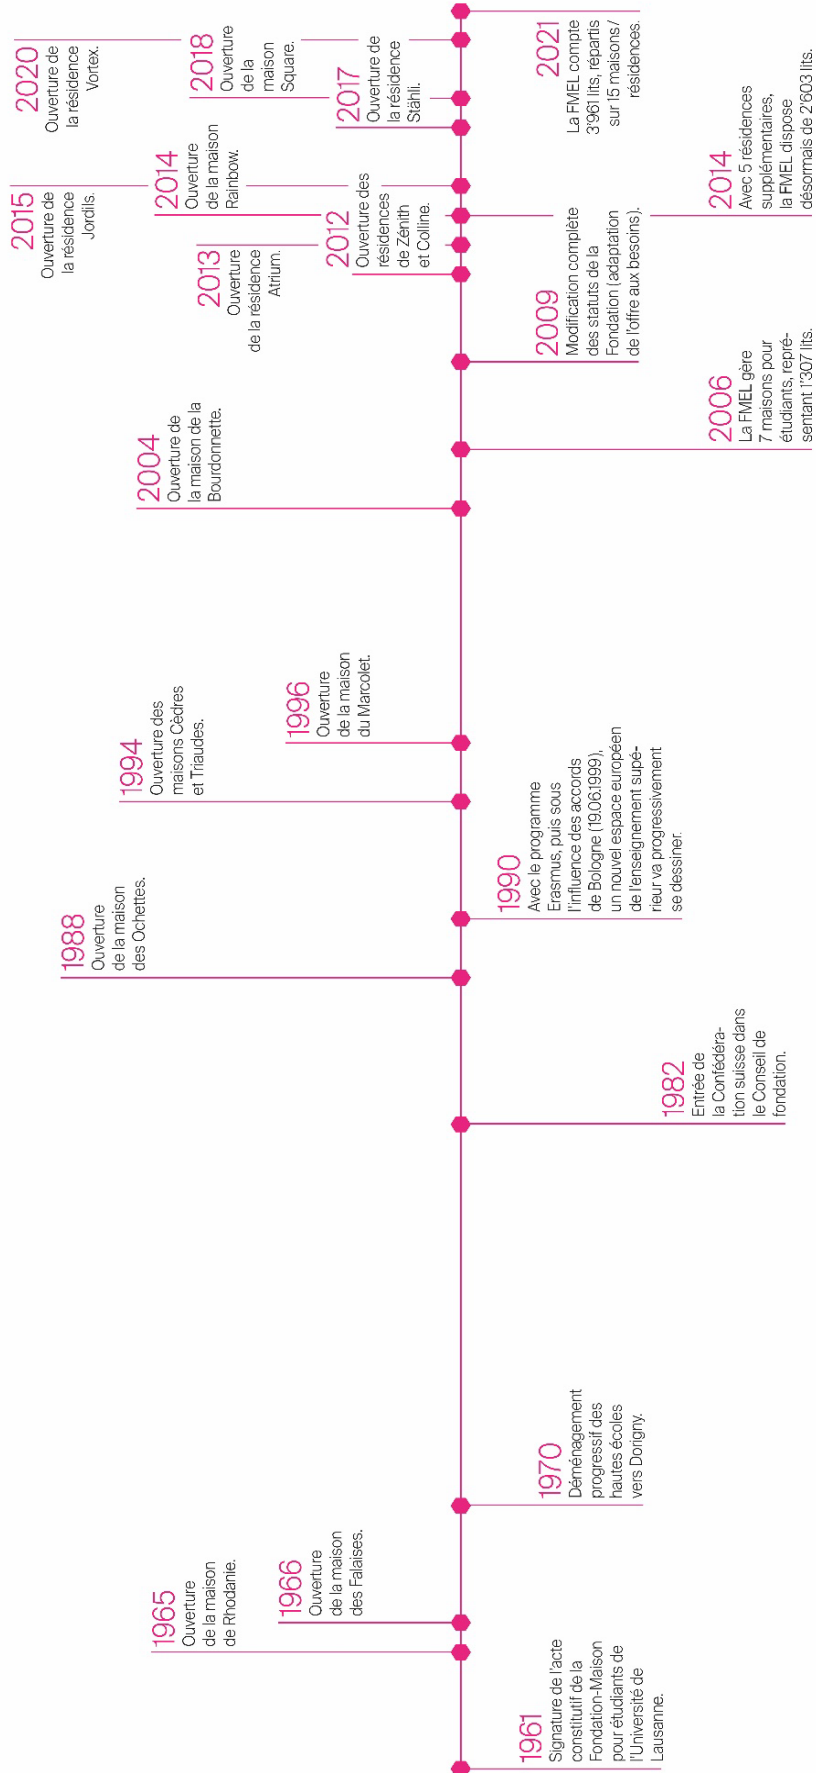 1961
Signature de l'acte
constitutif de la
Fondation-Maison
pour étudiants de
l'Université de
Lausanne.
1965
Ouverture
de la maison
de Rhodanie.
1966
Ouverture
de la maison
des Falaises.
1970
Déménagement
progressif des
hautes écoles
vers Dorigny.
1982
Entrée de
la Confédéra-
tion suisse dans
le Conseil de
fondation.
1988
Ouverture
de la maison
des Ochettes.
1990
Avec le programme
Erasmus, puis sous
l'influence des accords
de Bologne (19.06.1999),
un nouvel espace européen
de l'enseignement supé-
rieur va progressivement
se dessiner.
1994
Ouverture des
maisons Cèdres
et Triaudes.
1996
Ouverture
de la maison
du Marcolet.
2004
Ouverture de
la maison de la
Bourdonnette.
2006
La FMEL gère
7 maisons pour
étudiants, repré-
sentant 1'307 lits.
2009
Modification complète
des statuts de la
Fondation (adaptation
de l'offre aux besoins).
2012
Ouverture des
résidences
de Zénith
et Colline.
2013
Ouverture
de la résidence
Atrium.
2014
Ouverture
de la maison
Rainbow.
2014
Avec 5 résidences
supplémentaires,
la FMEL dispose
désormais de 2'603 lits.
2015
Ouverture de
la résidence
Jordils.
2017
Ouverture de
la résidence
Stähli.
2018
Ouverture
de la
maison
Square.
2020
Ouverture de
la résidence
Vortex.
2021
La FMEL compte
3'961 lits, répartis
sur 15 maisons/
résidences.